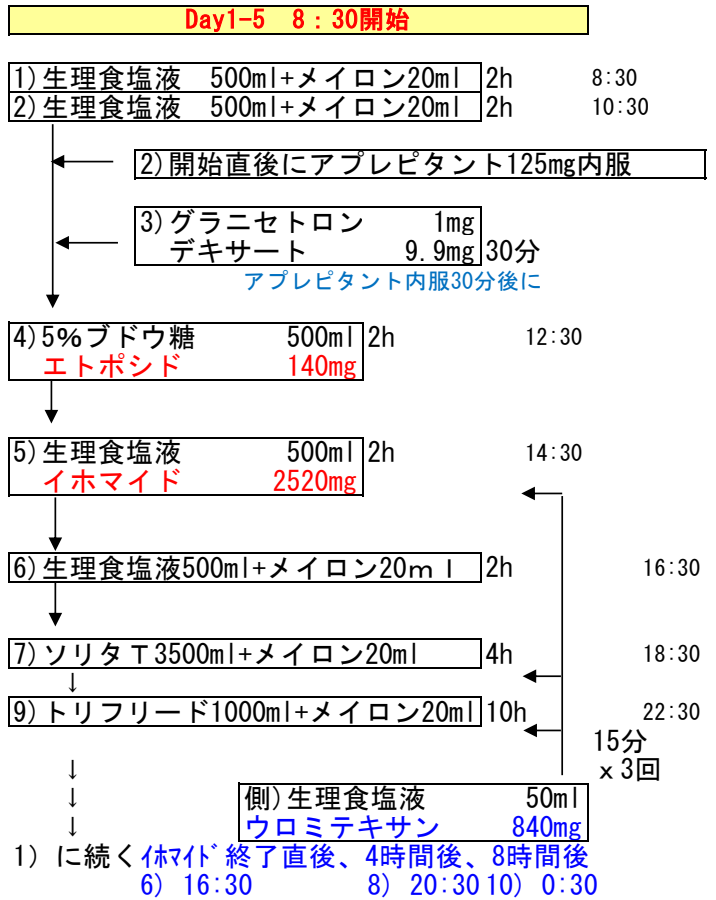 Day1-5 8：30開始
1)生理食塩液 500ml+メイロン20ml 2h 8:30
2)生理食塩液 500ml+メイロン20ml 2h 10:30
2)開始直後にアプレピタント125mg内服
3)グラニセトロン 1mg
デキサート 9.9mg 30分
アプレピタント内服30分後に
4)5％ブドウ糖 500ml 2h 12:30
エトポシド 140mg
5)生理食塩液 500ml 2h 14:30
イホマイド 2520mg
6)生理食塩液500ml+メイロン20ｍｌ 2h 16:30
7)ソリタＴ3500ml+メイロン20ml 4h 18:30
↓
9)トリフリード1000ml+メイロン20ml 10h 22:30
15分
ｘ3回
↓
↓
↓
側)生理食塩液 50ml
ウロミテキサン 840mg
1) に続く ｲﾎﾏｲﾄﾞ終了直後、4時間後、8時間後
6) 16:30 8) 20:30 10) 0:30